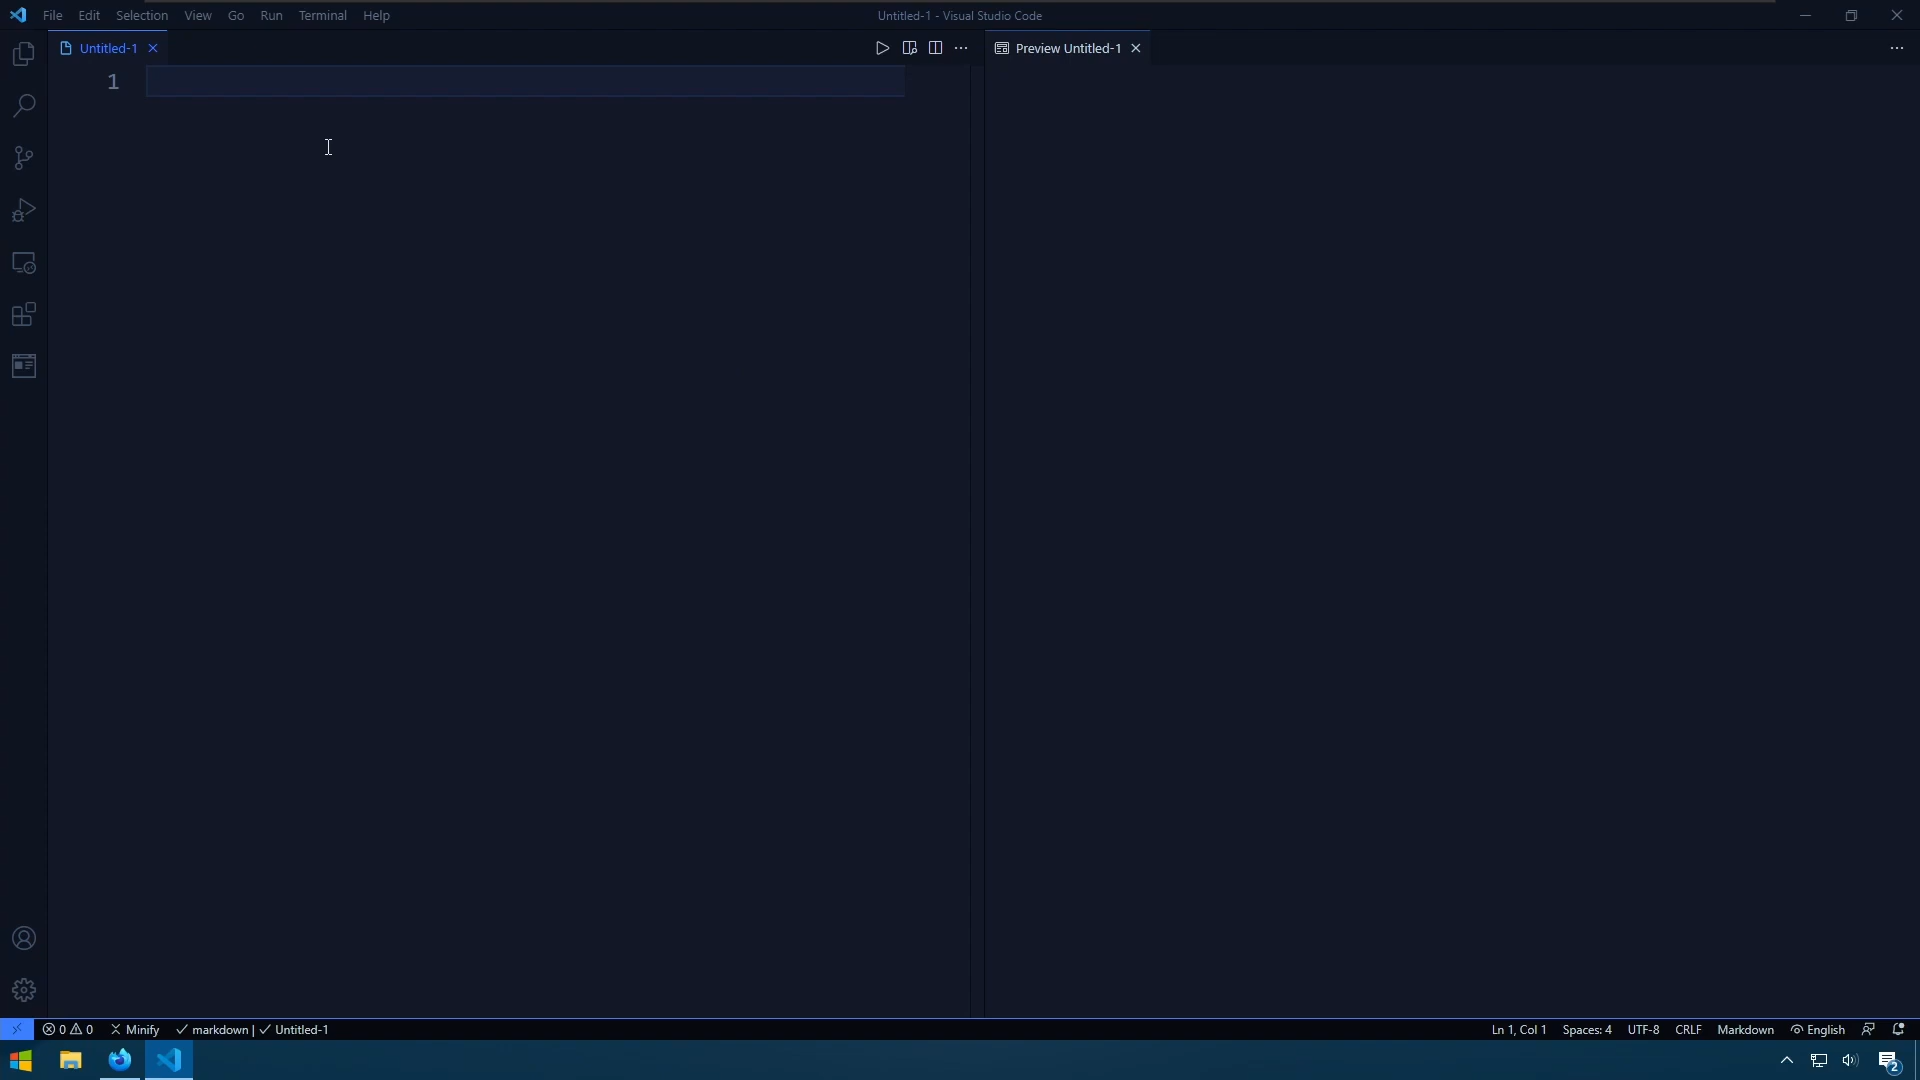 File Edit Selection View Go Run Terminal Help
Untitled-1 - Visual Studio Code
Untitled-1
Preview Untitled-1
1
0 0 Minify markdown | Untitled-1
Ln 1, Col 1 Spaces: 4 UTF-8 CRLF Markdown English
2